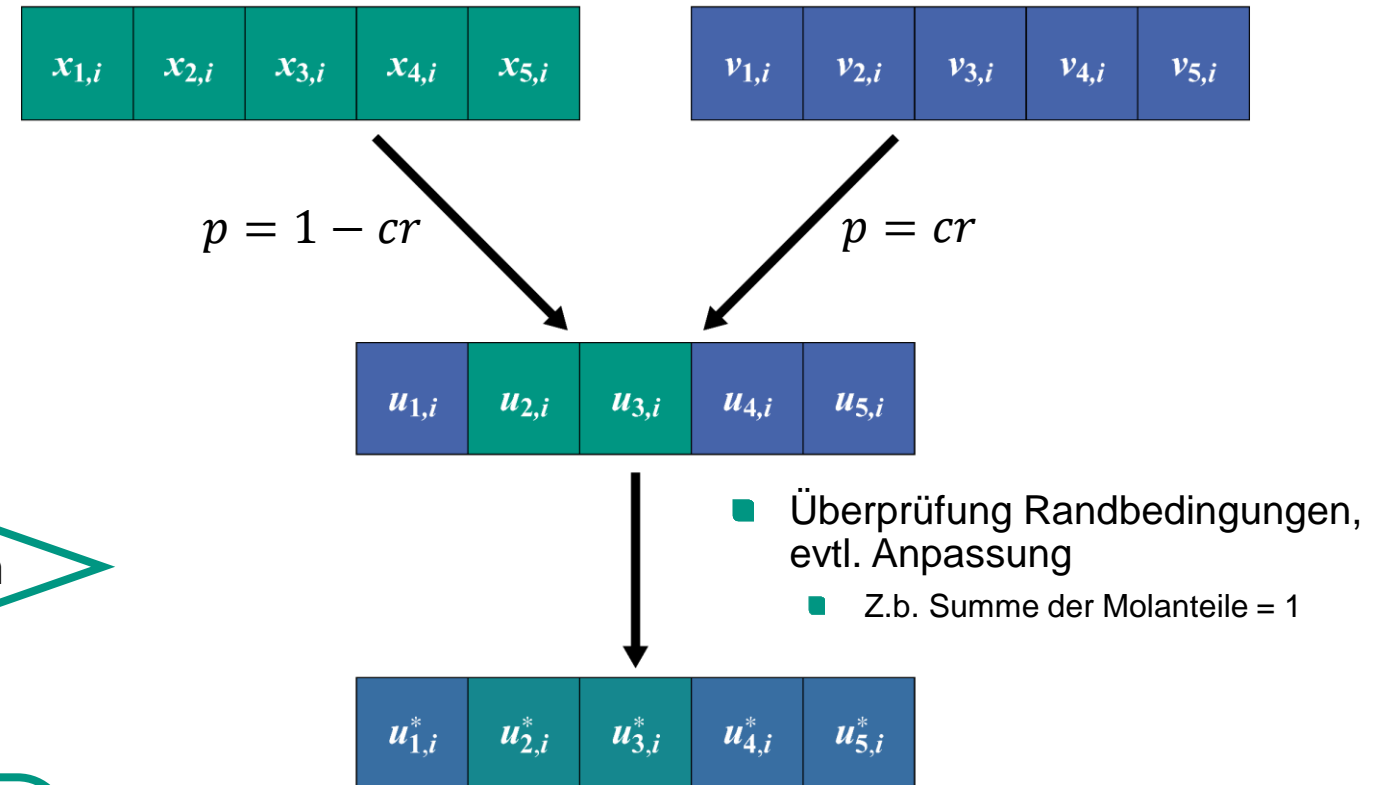 x1,i x2,i x3,i x4,i x5,i
v1,i v2,i v3,i v4,i v5,i
p = 1 − cr
p = cr
u1,i u2,i u3,i u4,i u5,i
Überprüfung Randbedingungen,
evtl. Anpassung
Z.b. Summe der Molanteile = 1
u*1,i u*2,i u*3,i u*4,i u*5,i